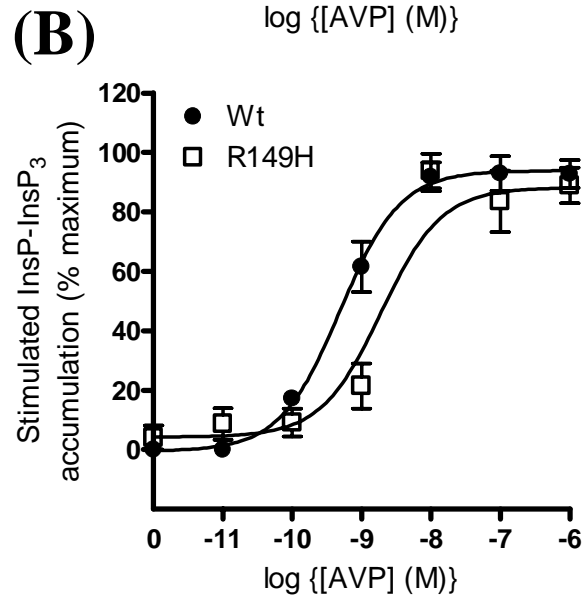 log {[AVP] (M)}
(B)
Stimulated InsP-InsP3
accumulation (% maximum)
120
100
80
60
40
20
0
Wt
R149H
0 -11 -10 -9 -8 -7 -6
log {[AVP] (M)}